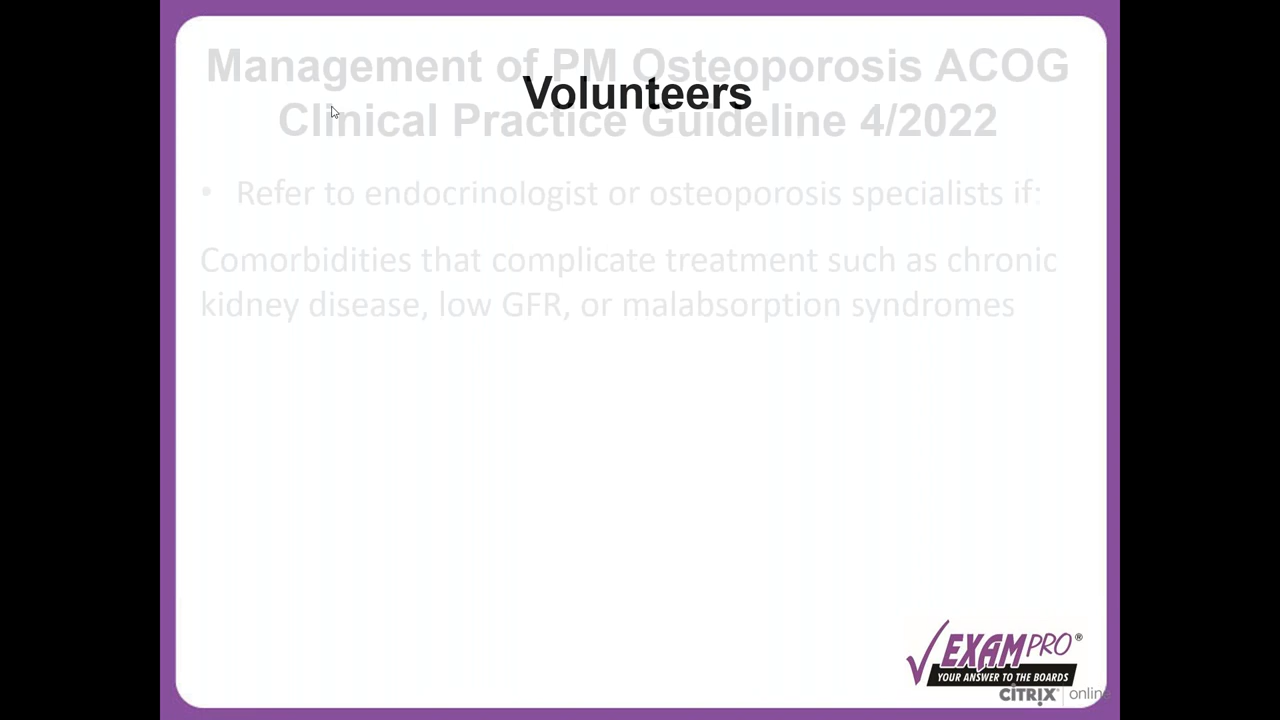 Management of PM Osteoporosis ACOG
Volunteers
Clinical Practice Guideline 4/2022
• Refer to endocrinologist or osteoporosis specialists if:
Comorbidities that complicate treatment such as chronic
kidney disease, low GFR, or malabsorption syndromes
EXAMPRO®
YOUR ANSWER TO THE BOARDS
CITRIX® | online